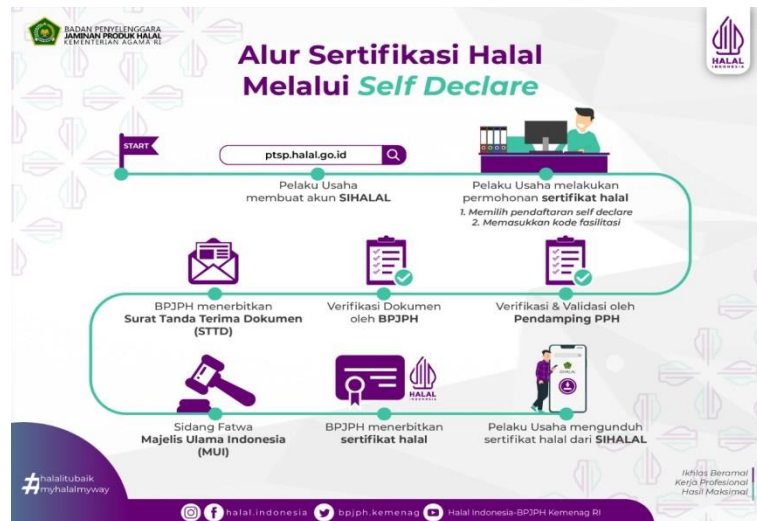 BADAN PENYELENGGARA
JAMINAN PRODUK HALAL
KEMENTERIAN AGAMA RI
HALAL
INDONESIA
Alur Sertifikasi Halal
Melalui Self Declare
START
ptsp.halal.go.id
Pelaku Usaha
membuat akun SIHALAL
Pelaku Usaha melakukan
permohonan sertifikat halal
1. Memilih pendaftaran self declare
2. Memasukkan kode fasilitasi
Verifikasi & Validasi oleh
Pendamping PPH
Verifikasi Dokumen
oleh BPJPH
BPJPH menerbitkan
Surat Tanda Terima Dokumen
(STTD)
Sidang Fatwa
Majelis Ulama Indonesia
(MUI)
HALAL
INDONESIA
BPJPH menerbitkan
sertifikat halal
SIHALAL
Pelaku Usaha mengunduh
sertifikat halal dari SIHALAL
#halalitubaik
#myhalalmyway
Ikhlas Beramal
Kerja Profesional
Hasil Maksimal
halal.indonesia bpjph.kemenag Halal Indonesia-BPJPH Kemenag RI